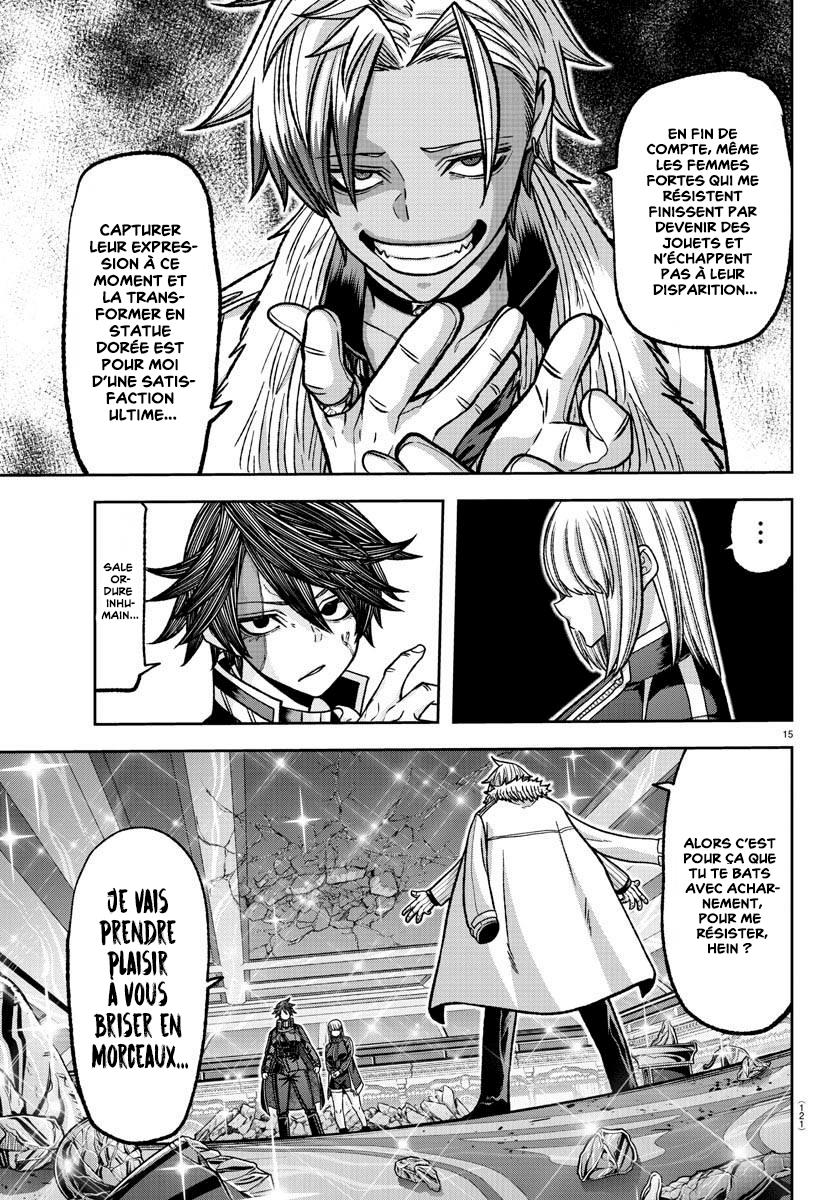 EN FIN DE
COMPTE, MÊME
LES FEMMES
FORTES QUI ME
RÉSISTENT
FINISSENT PAR
DEVENIR DES
JOUETS ET
N'ÉCHAPPENT
PAS À LEUR
DISPARITION...
CAPTURER
LEUR EXPRES-
SION À CE
MOMENT ET
LA TRANS-
FORMER EN
STATUE
DORÉE EST
POUR MOI
D'UNE SATIS-
FACTION
ULTIME...
...
SALE
OR-
DURE
INHU-
MAIN...
15
ALORS C'EST
POUR ÇA QUE
TU TE BATS
AVEC ACHAR-
NEMENT,
POUR ME
RÉSISTER,
HEIN ?
JE VAIS
PRENDRE
PLAISIR
À VOUS
BRISER EN
MORCEAUX...
(121)